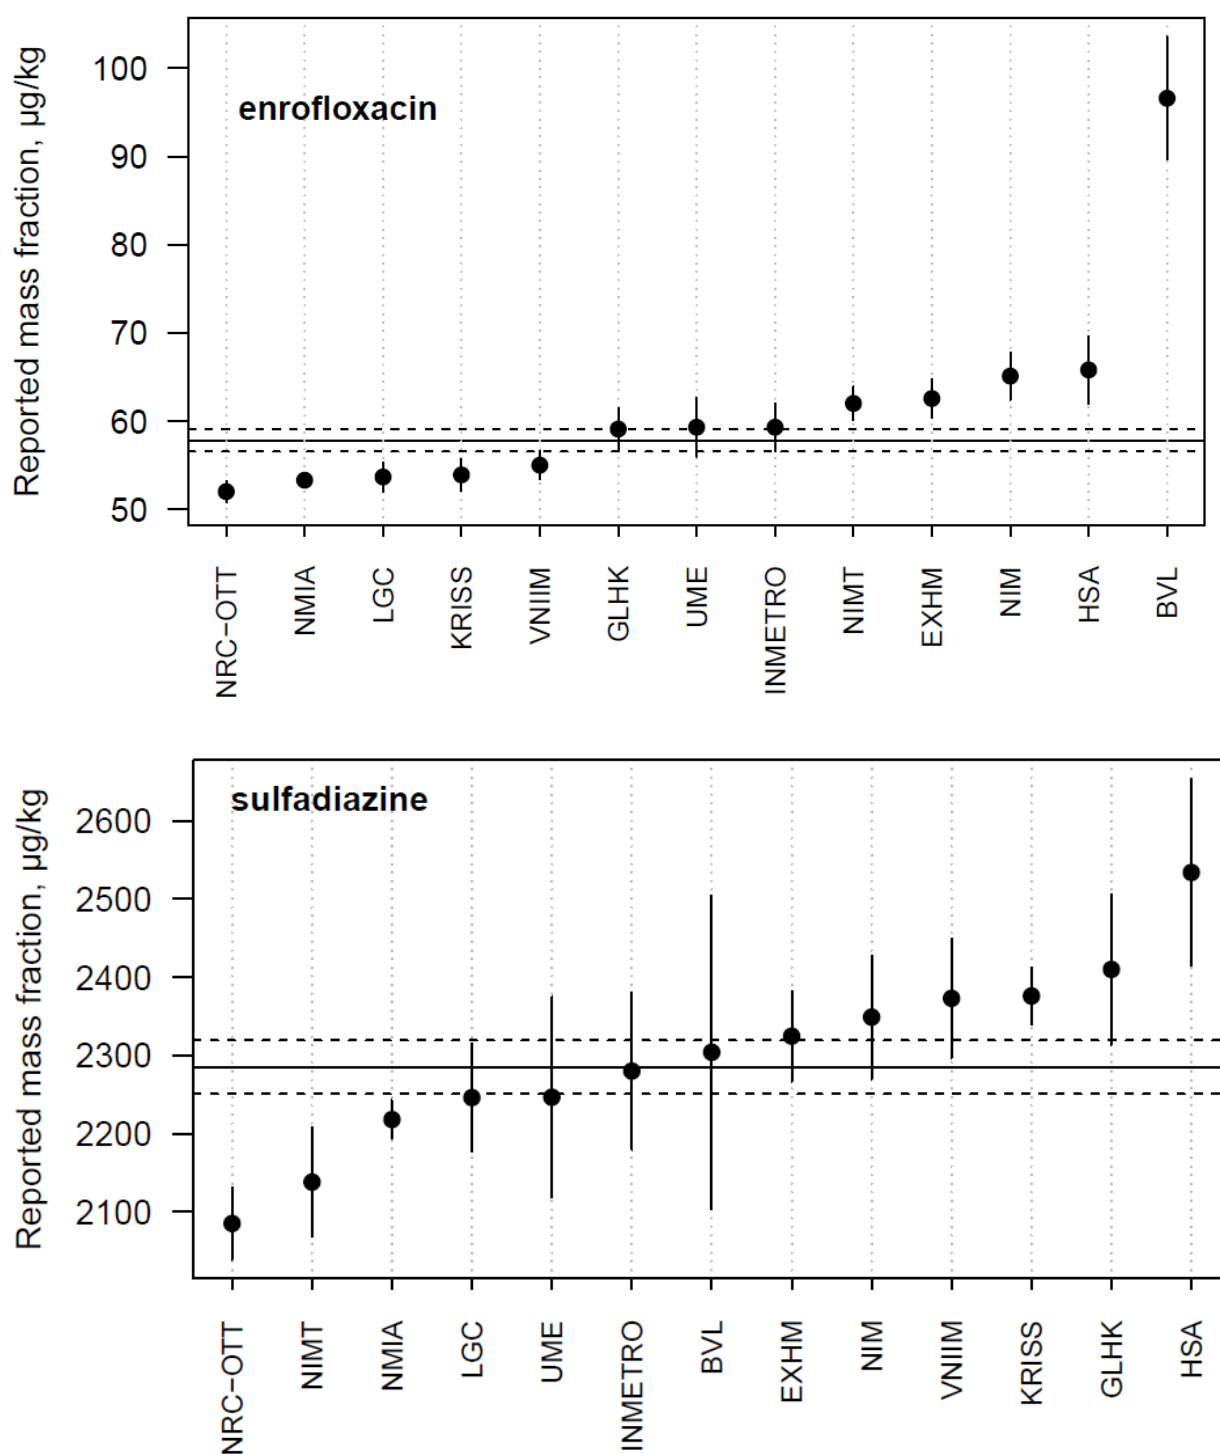 Reported mass fraction, µg/kg
100
90
80
70
60
50
enrofloxacin
NRC-OTT
NMIA
LGC
KRISS
VNIIM
GLHK
UME
INMETRO
NIMT
EXHM
NIM
HSA
BVL
Reported mass fraction, µg/kg
2600
2500
2400
2300
2200
2100
sulfadiazine
NRC-OTT
NIMT
NMIA
LGC
UME
INMETRO
BVL
EXHM
NIM
VNIIM
KRISS
GLHK
HSA